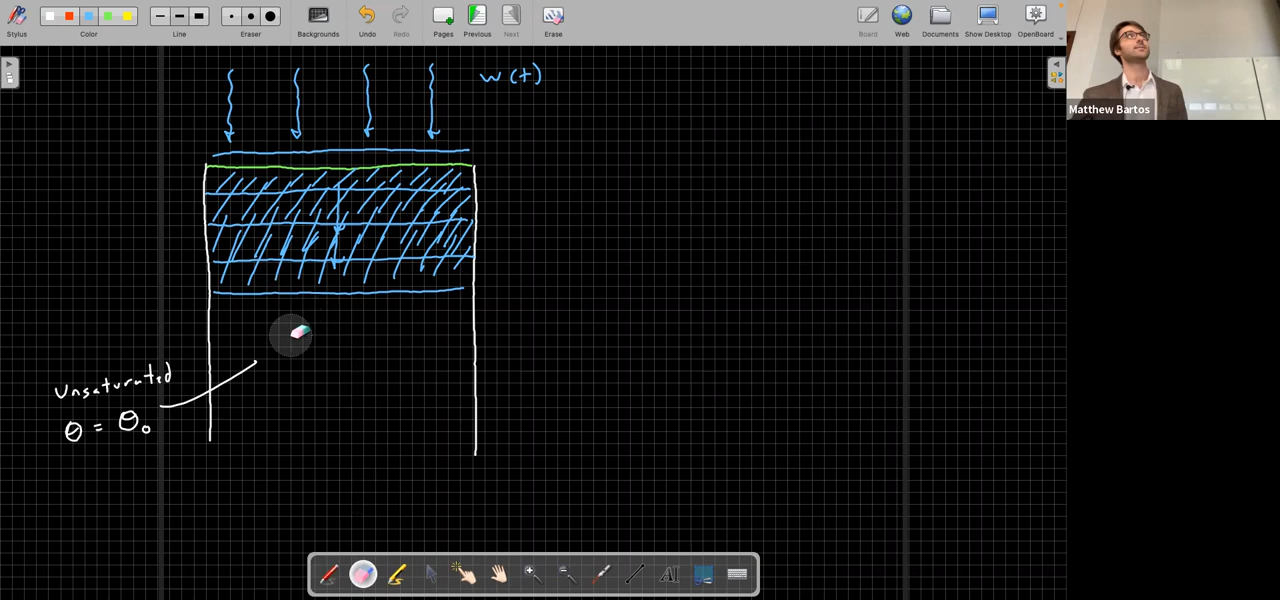 Stylus
Color
Line
Eraser
Backgrounds
Undo
Redo
Pages
Previous
Next
Erase
Board
Web
Documents
Show Desktop
OpenBoard
w(t)
Matthew Bartos
Unsaturated
θ = θ₀
AI